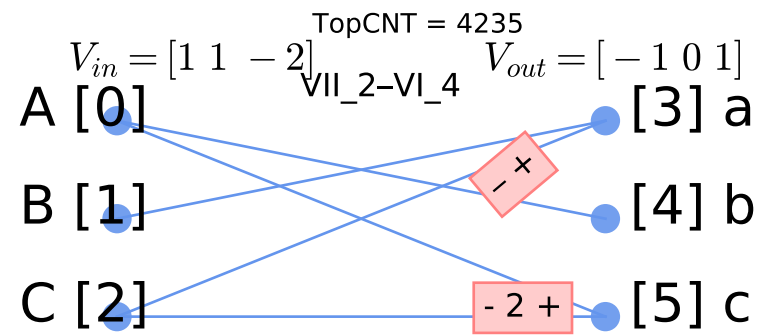 TopCNT = 4235
V_in = [1 1 − 2]
V_out = [− 1 0 1]
VII_2–VI_4
A [0]
[3] a
− +
B [1]
[4] b
C [2]
- 2 +
[5] c